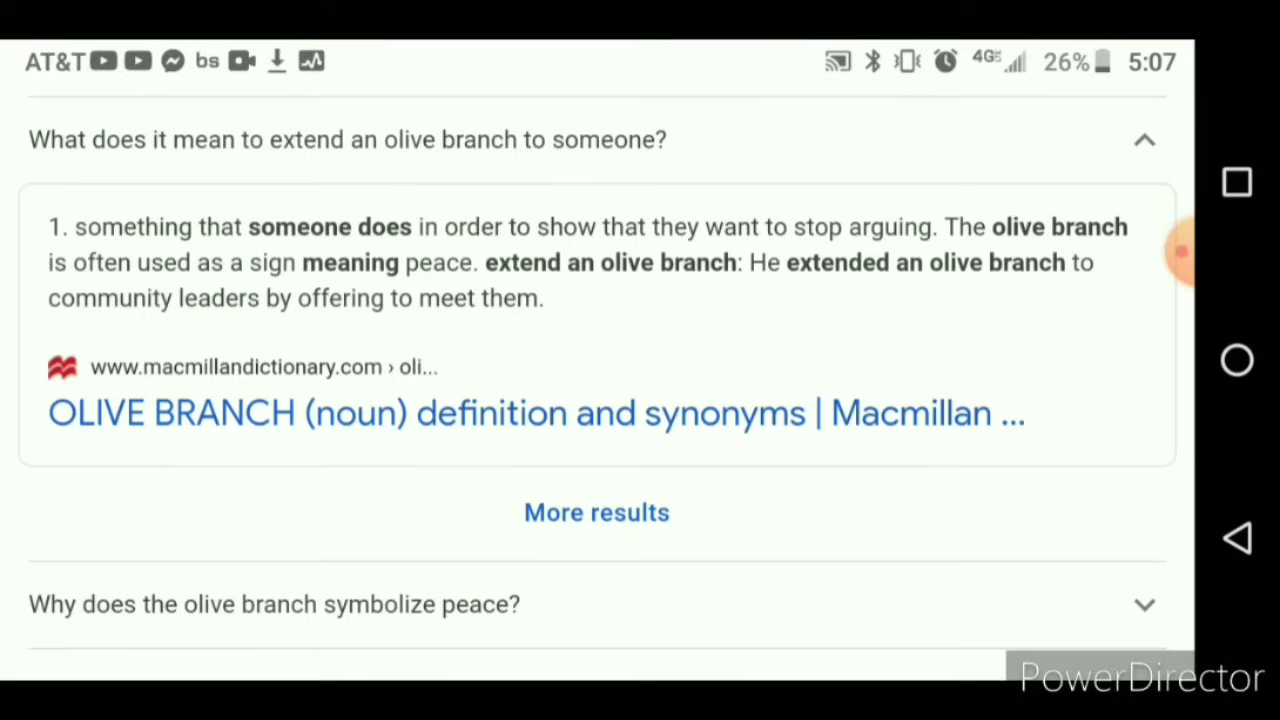 AT&T bs 4GE 26% 5:07
What does it mean to extend an olive branch to someone?
1. something that someone does in order to show that they want to stop arguing. The olive branch
is often used as a sign meaning peace. extend an olive branch: He extended an olive branch to
community leaders by offering to meet them.
www.macmillandictionary.com › oli...
OLIVE BRANCH (noun) definition and synonyms | Macmillan ...
More results
Why does the olive branch symbolize peace?
PowerDirector